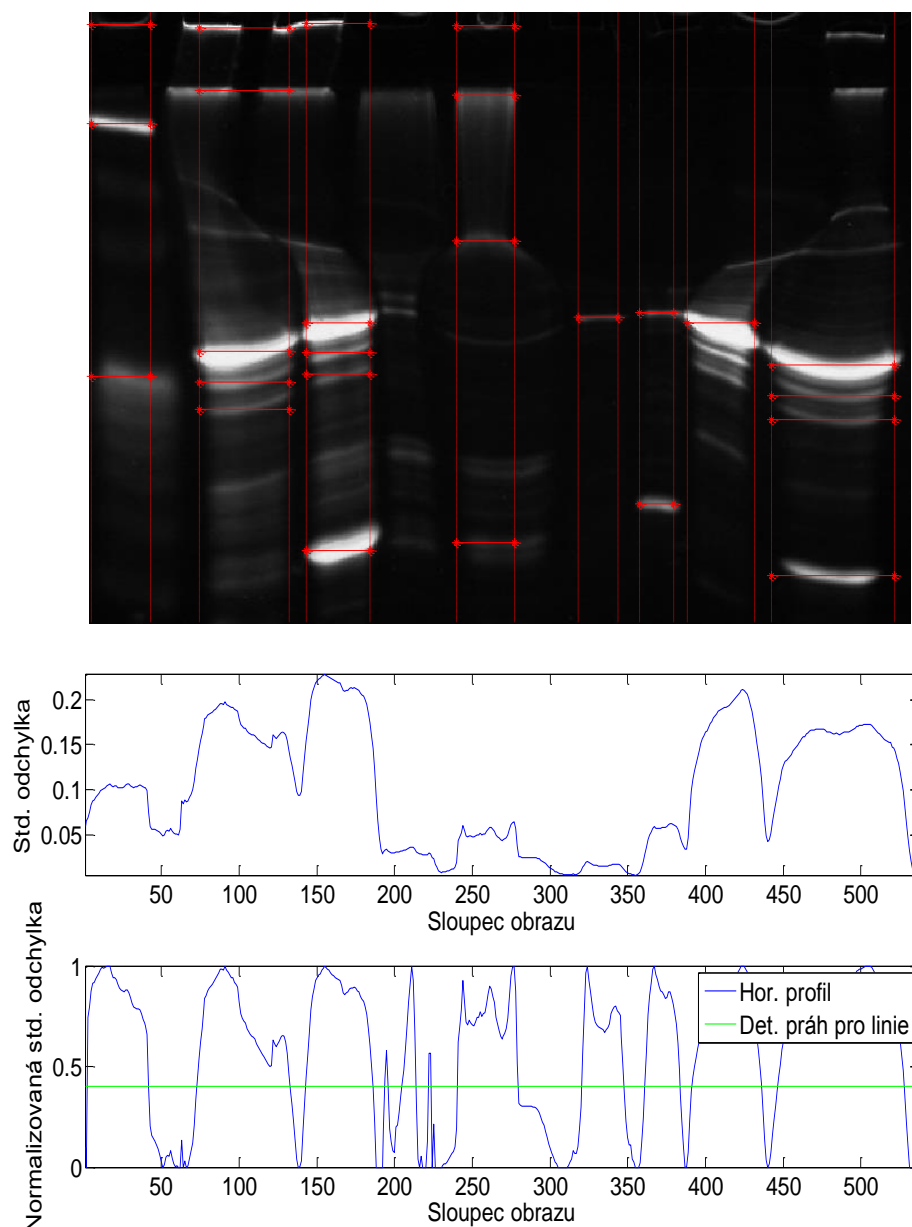 Std. odchylka
0.2
0.15
0.1
0.05
50 100 150 200 250 300 350 400 450 500
Sloupec obrazu
Normalizovaná std. odchylka
1
0.5
0
Hor. profil
Det. práh pro linie
50 100 150 200 250 300 350 400 450 500
Sloupec obrazu